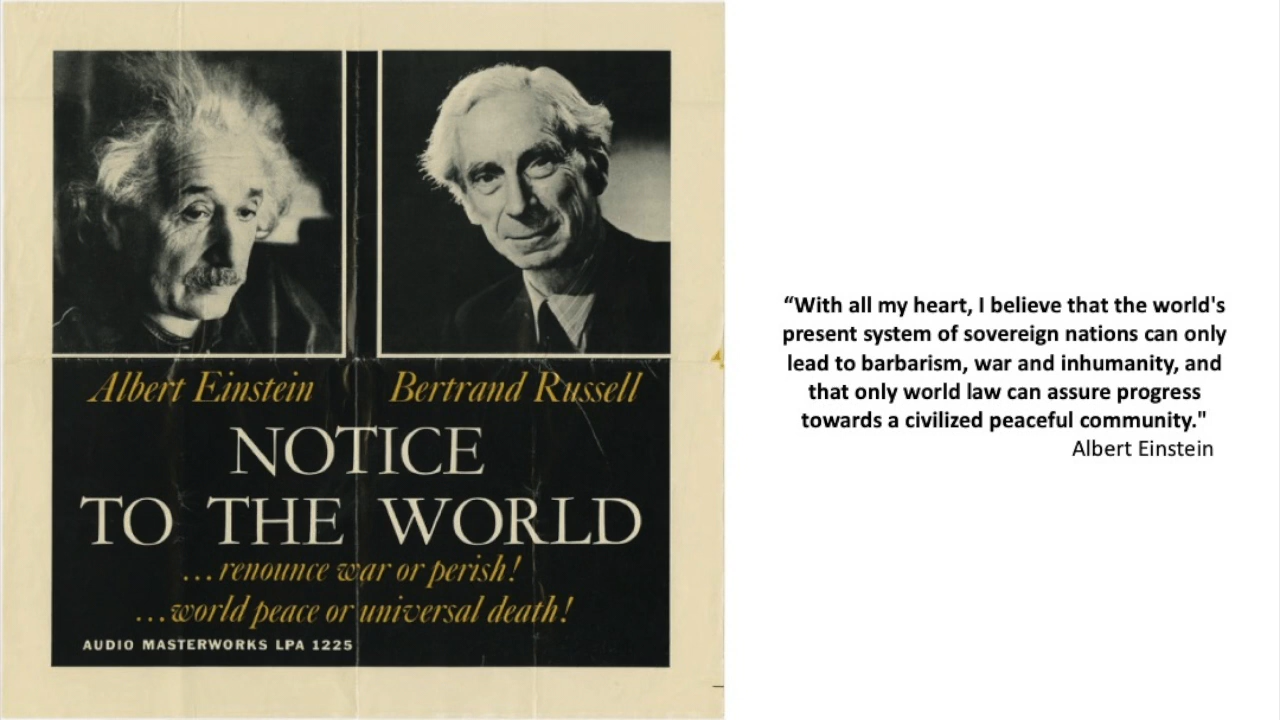 Albert Einstein
Bertrand Russell
NOTICE
TO THE WORLD
...renounce war or perish!
...world peace or universal death!
AUDIO MASTERWORKS LPA 1225
“With all my heart, I believe that the world's
present system of sovereign nations can only
lead to barbarism, war and inhumanity, and
that only world law can assure progress
towards a civilized peaceful community."
Albert Einstein